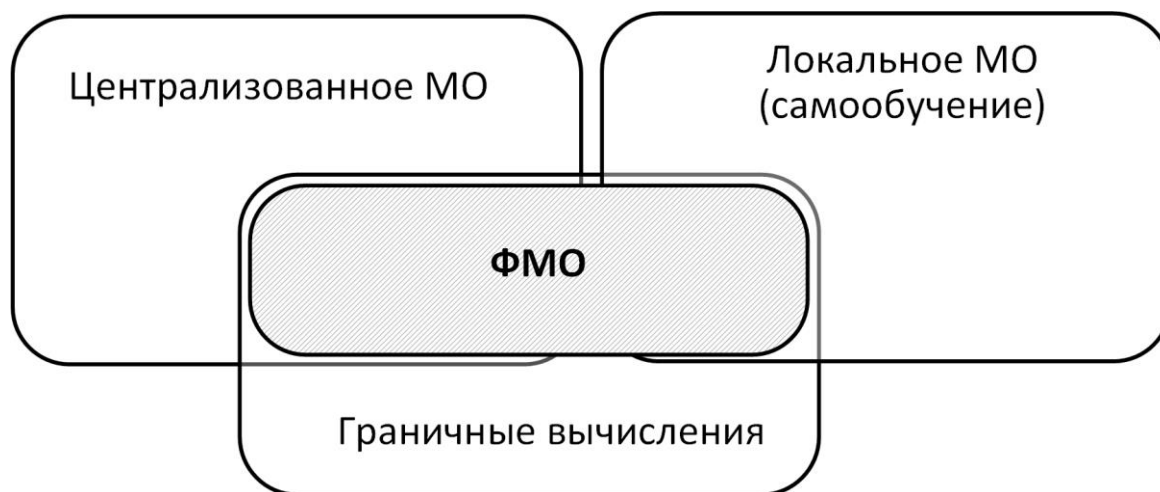 Централизованное МО
Локальное МО
(самообучение)
ФМО
Граничные вычисления